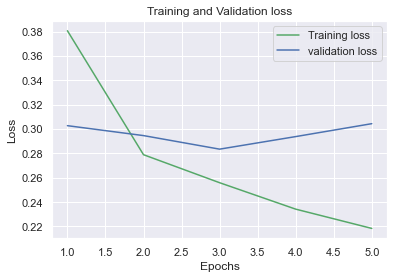 Training and Validation loss
Training loss
validation loss
0.38
0.36
0.34
0.32
0.30
0.28
0.26
0.24
0.22
Loss
1.0 1.5 2.0 2.5 3.0 3.5 4.0 4.5 5.0
Epochs